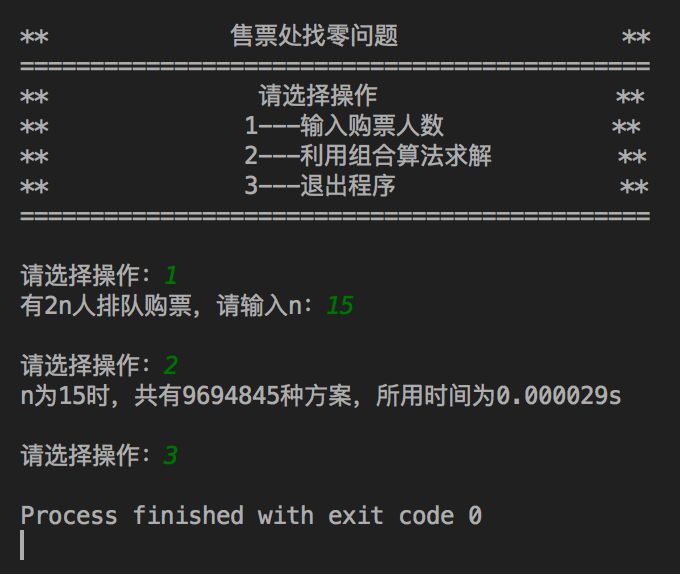 ** 售票处找零问题 **
=============================================
** 请选择操作 **
** 1---输入购票人数 **
** 2---利用组合算法求解 **
** 3---退出程序 **
=============================================
请选择操作：1
有2n人排队购票，请输入n：15
请选择操作：2
n为15时，共有9694845种方案，所用时间为0.000029s
请选择操作：3
Process finished with exit code 0